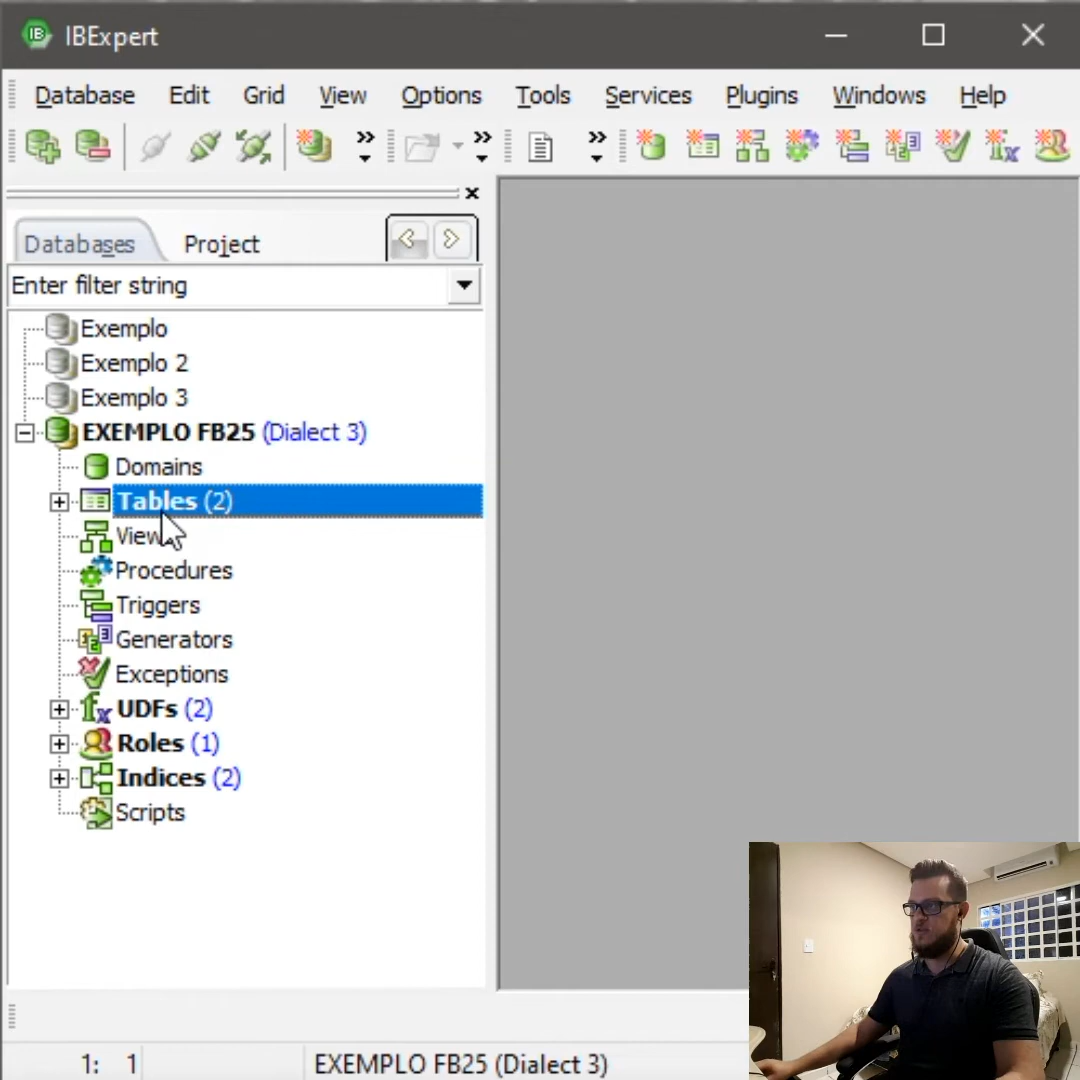 IBExpert
Database Edit Grid View Options Tools Services Plugins Windows Help
Databases Project
Enter filter string
Exemplo
Exemplo 2
Exemplo 3
EXEMPLO FB25 (Dialect 3)
Domains
Tables (2)
View
Procedures
Triggers
Generators
Exceptions
UDFs (2)
Roles (1)
Indices (2)
Scripts
1: 1 EXEMPLO FB25 (Dialect 3)